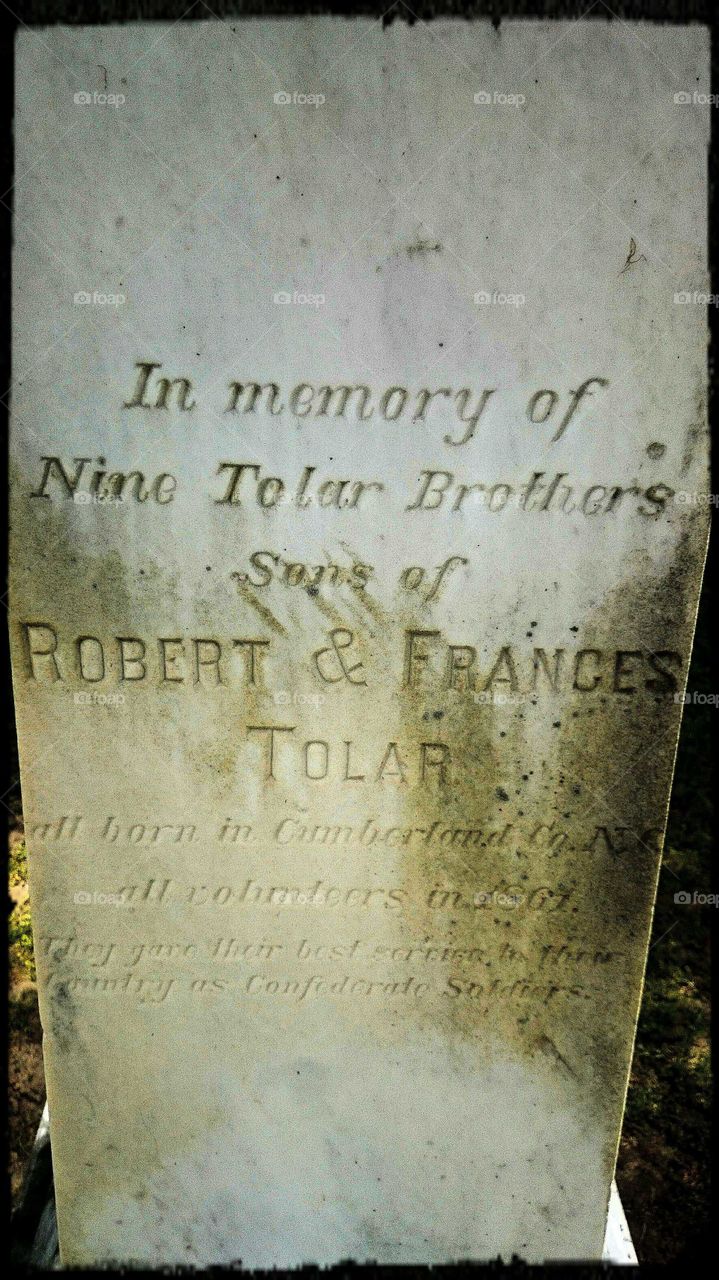 In memory of
Nine Tolar Brothers
Sons of
ROBERT & FRANCES
TOLAR
all born in Cumberland Co. N C
all volunteers in 1861.
They gave their best service to their
Country as Confederate Soldiers.